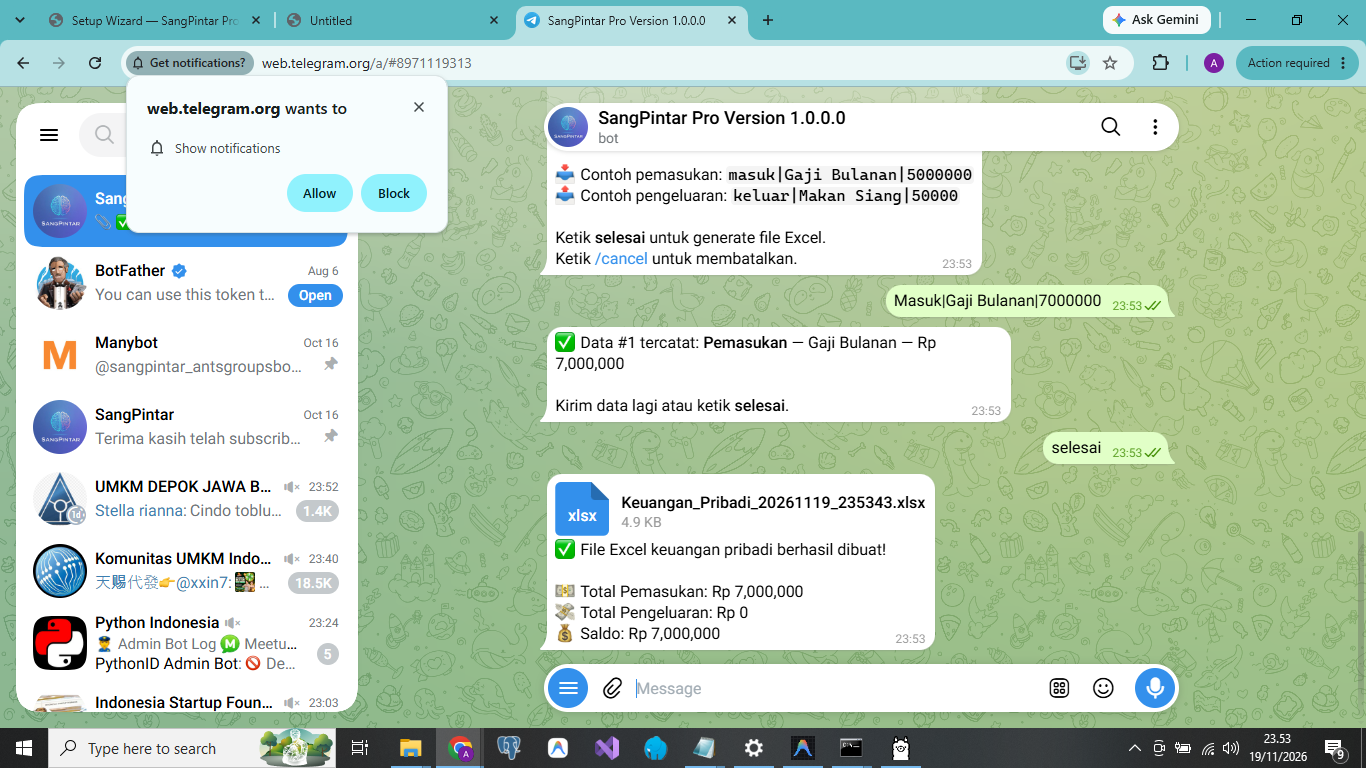 Setup Wizard — SangPintar Pro
Untitled
SangPintar Pro Version 1.0.0.0
Ask Gemini
Get notifications?
web.telegram.org/a/#8971119313
A
Action required
web.telegram.org wants to
Show notifications
Allow
Block
SANGPINTAR
BotFather
Aug 6
You can use this token t...
Open
M
Manybot
Oct 16
@sangpintar_antsgroupsbo...
SANGPINTAR
SangPintar
Oct 16
Terima kasih telah subscrib...
1d
UMKM DEPOK JAWA B...
23:52
Stella rianna: Cindo toblu...
1.4K
Komunitas UMKM Indo...
23:40
天賜代發👉@xxin7: ...
18.5K
Python Indonesia
23:24
👮 Admin Bot Log Ⓜ Meetu...
PythonID Admin Bot: 🚫 De...
5
Indonesia Startup Foun...
23:03
SangPintar Pro Version 1.0.0.0
bot
📥 Contoh pemasukan: masuk|Gaji Bulanan|5000000
📤 Contoh pengeluaran: keluar|Makan Siang|50000
Ketik selesai untuk generate file Excel.
Ketik /cancel untuk membatalkan.
23:53
Masuk|Gaji Bulanan|7000000
23:53
✅ Data #1 tercatat: Pemasukan — Gaji Bulanan — Rp
7,000,000
Kirim data lagi atau ketik selesai.
23:53
selesai
23:53
xlsx
Keuangan_Pribadi_20261119_235343.xlsx
4.9 KB
✅ File Excel keuangan pribadi berhasil dibuat!
💵 Total Pemasukan: Rp 7,000,000
💸 Total Pengeluaran: Rp 0
💰 Saldo: Rp 7,000,000
23:53
Message
Type here to search
23.53
19/11/2026
9